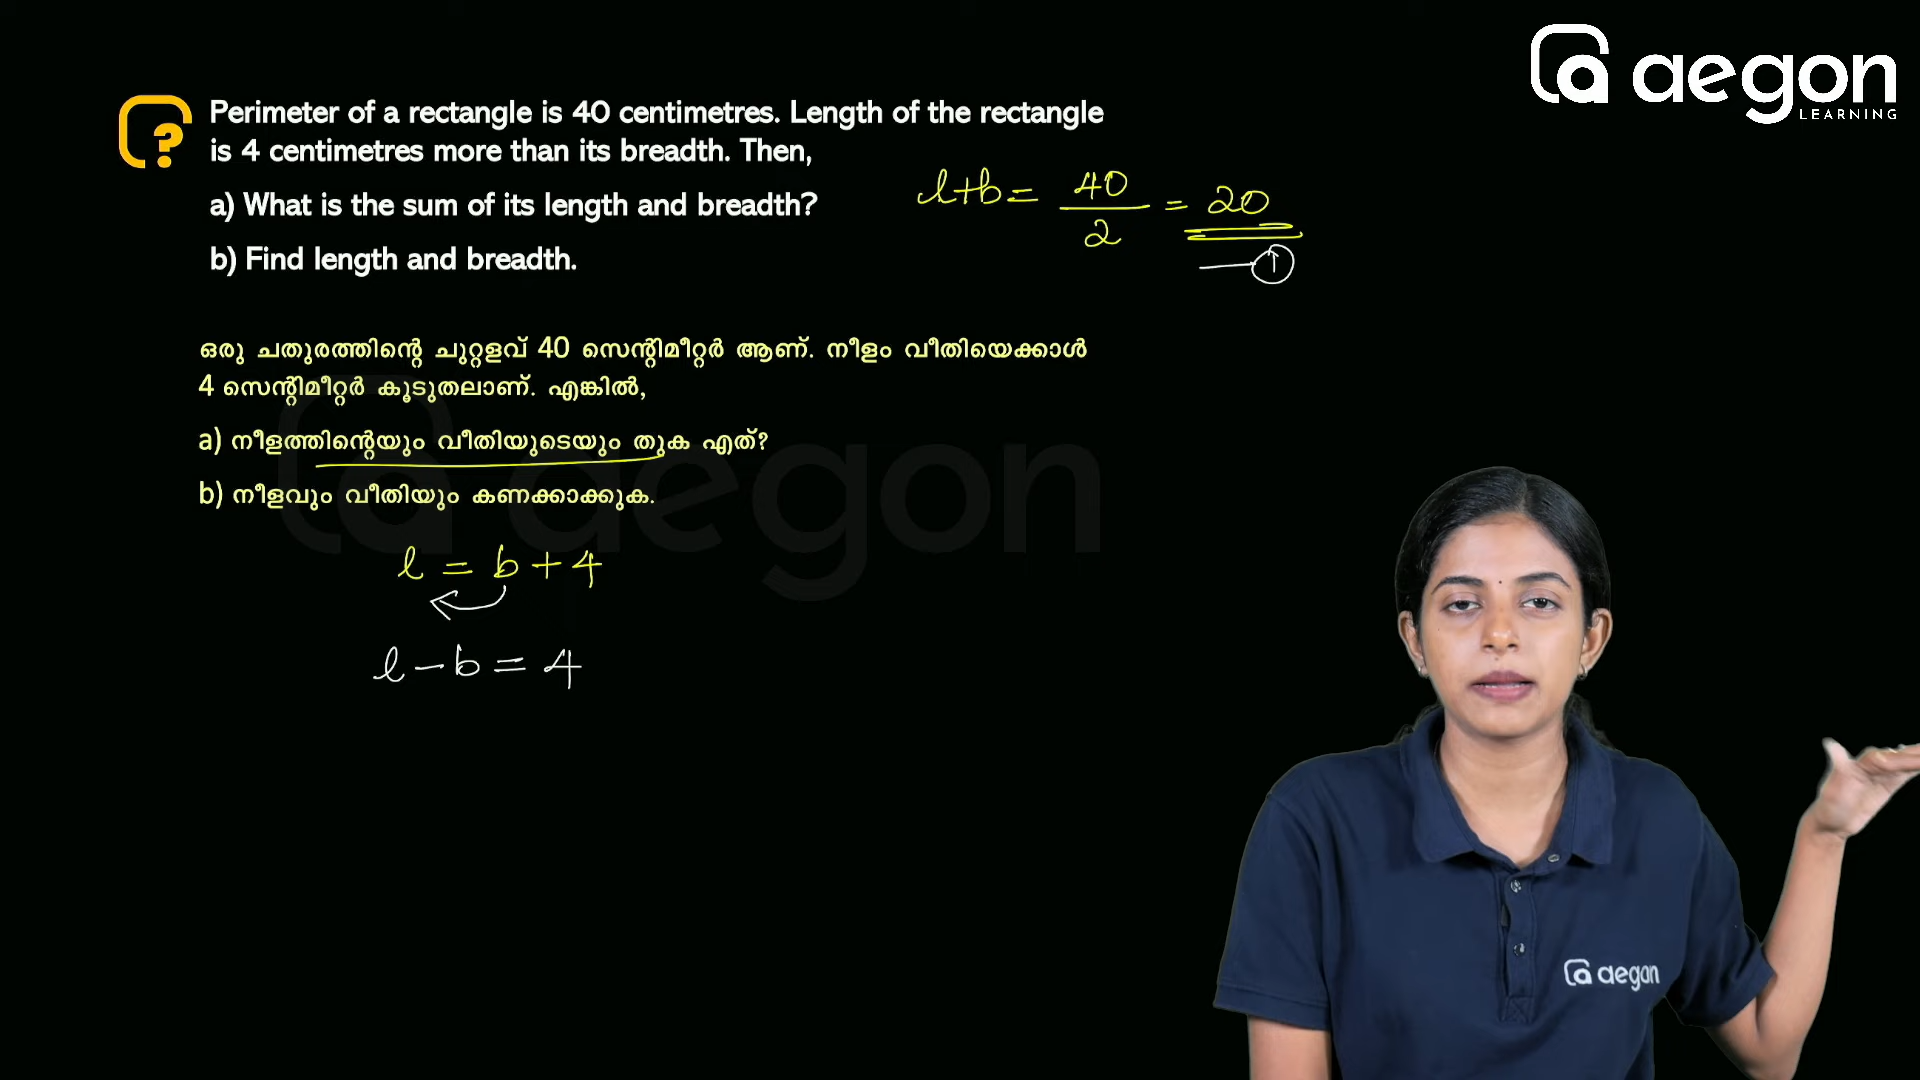 aegon
LEARNING
Perimeter of a rectangle is 40 centimetres. Length of the rectangle
is 4 centimetres more than its breadth. Then,
a) What is the sum of its length and breadth?
b) Find length and breadth.
l+b = 40/2 = 20
1
ഒരു ചതുരത്തിന്റെ ചുറ്റളവ് 40 സെന്റിമീറ്റർ ആണ്. നീളം വീതിയെക്കാൾ
4 സെന്റിമീറ്റർ കൂടുതലാണ്. എങ്കിൽ,
a) നീളത്തിന്റെയും വീതിയുടെയും തുക എത്?
b) നീളവും വീതിയും കണക്കാക്കുക.
l = b + 4
l - b = 4
aegon
aegon